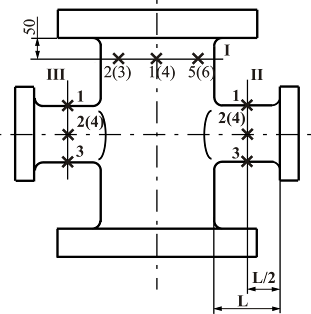 50
I
2(3) 1(4) 5(6)
III II
1 1
2(4) 2(4)
3 3
L/2
L